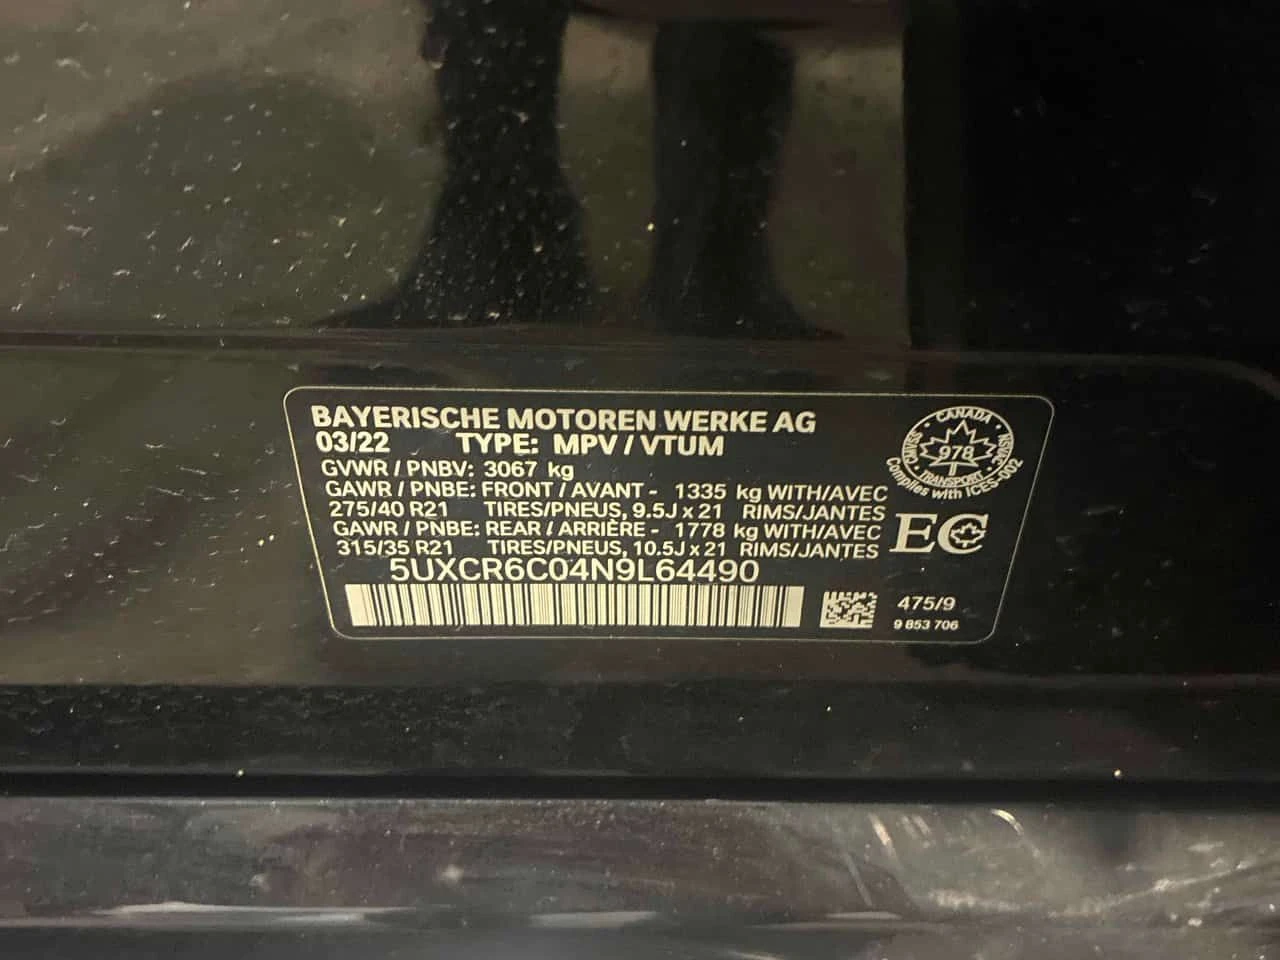 BAYERISCHE MOTOREN WERKE AG
03/22 TYPE: MPV / VTUM
GVWR / PNBV: 3067 kg
GAWR / PNBE: FRONT / AVANT - 1335 kg WITH/AVEC
275/40 R21 TIRES/PNEUS, 9.5J x 21 RIMS/JANTES
GAWR / PNBE: REAR / ARRIÈRE - 1778 kg WITH/AVEC
315/35 R21 TIRES/PNEUS, 10.5J x 21 RIMS/JANTES
5UXCR6C04N9L64490
CANADA
CMVSS
978
NSVAC
TRANSPORT
Complies with ICES-002
EC
475/9
9 853 706